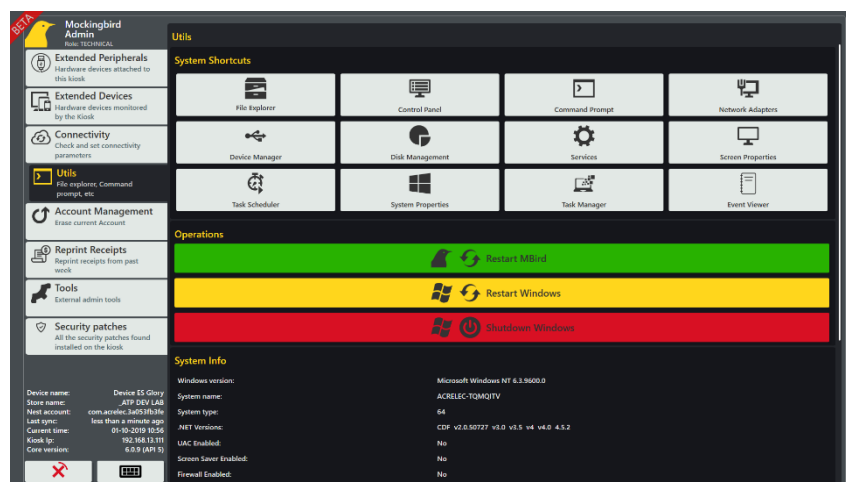 BETA
Mockingbird
Admin
Role: TECHNICAL
Extended Peripherals
Hardware devices attached to
this kiosk
Extended Devices
Hardware devices monitored
by the Kiosk
Connectivity
Check and set connectivity
parameters
Utils
File explorer, Command
prompt, etc
Account Management
Erase current Account
Reprint Receipts
Reprint receipts from past
week
Tools
External admin tools
Security patches
All the security patches found
installed on the kiosk
Device name: Device ES Glory
Store name: _ATP DEV LAB
Nest account: com.acrelec.3a053fb3fe
Last sync: less than a minute ago
Current time: 01-10-2019 10:56
Kiosk Ip: 192.168.13.111
Core version: 6.0.9 (API 5)
Utils
System Shortcuts
File Explorer
Control Panel
Command Prompt
Network Adapters
Device Manager
Disk Management
Services
Screen Properties
Task Scheduler
System Properties
Task Manager
Event Viewer
Operations
Restart MBird
Restart Windows
Shutdown Windows
System Info
Windows version: Microsoft Windows NT 6.3.9600.0
System name: ACRELEC-TQMQITV
System type: 64
.NET Versions: CDF v2.0.50727 v3.0 v3.5 v4 v4.0 4.5.2
UAC Enabled: No
Screen Saver Enabled: No
Firewall Enabled: No